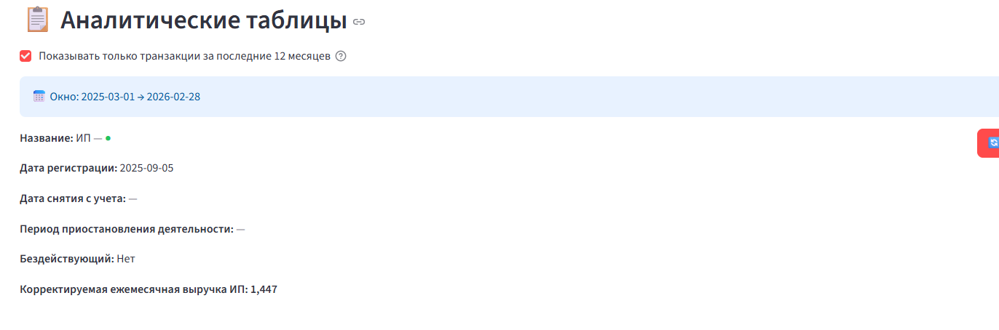 Аналитические таблицы
Показывать только транзакции за последние 12 месяцев
Окно: 2025-03-01 → 2026-02-28
Название: ИП —
Дата регистрации: 2025-09-05
Дата снятия с учета: —
Период приостановления деятельности: —
Бездействующий: Нет
Корректируемая ежемесячная выручка ИП: 1,447